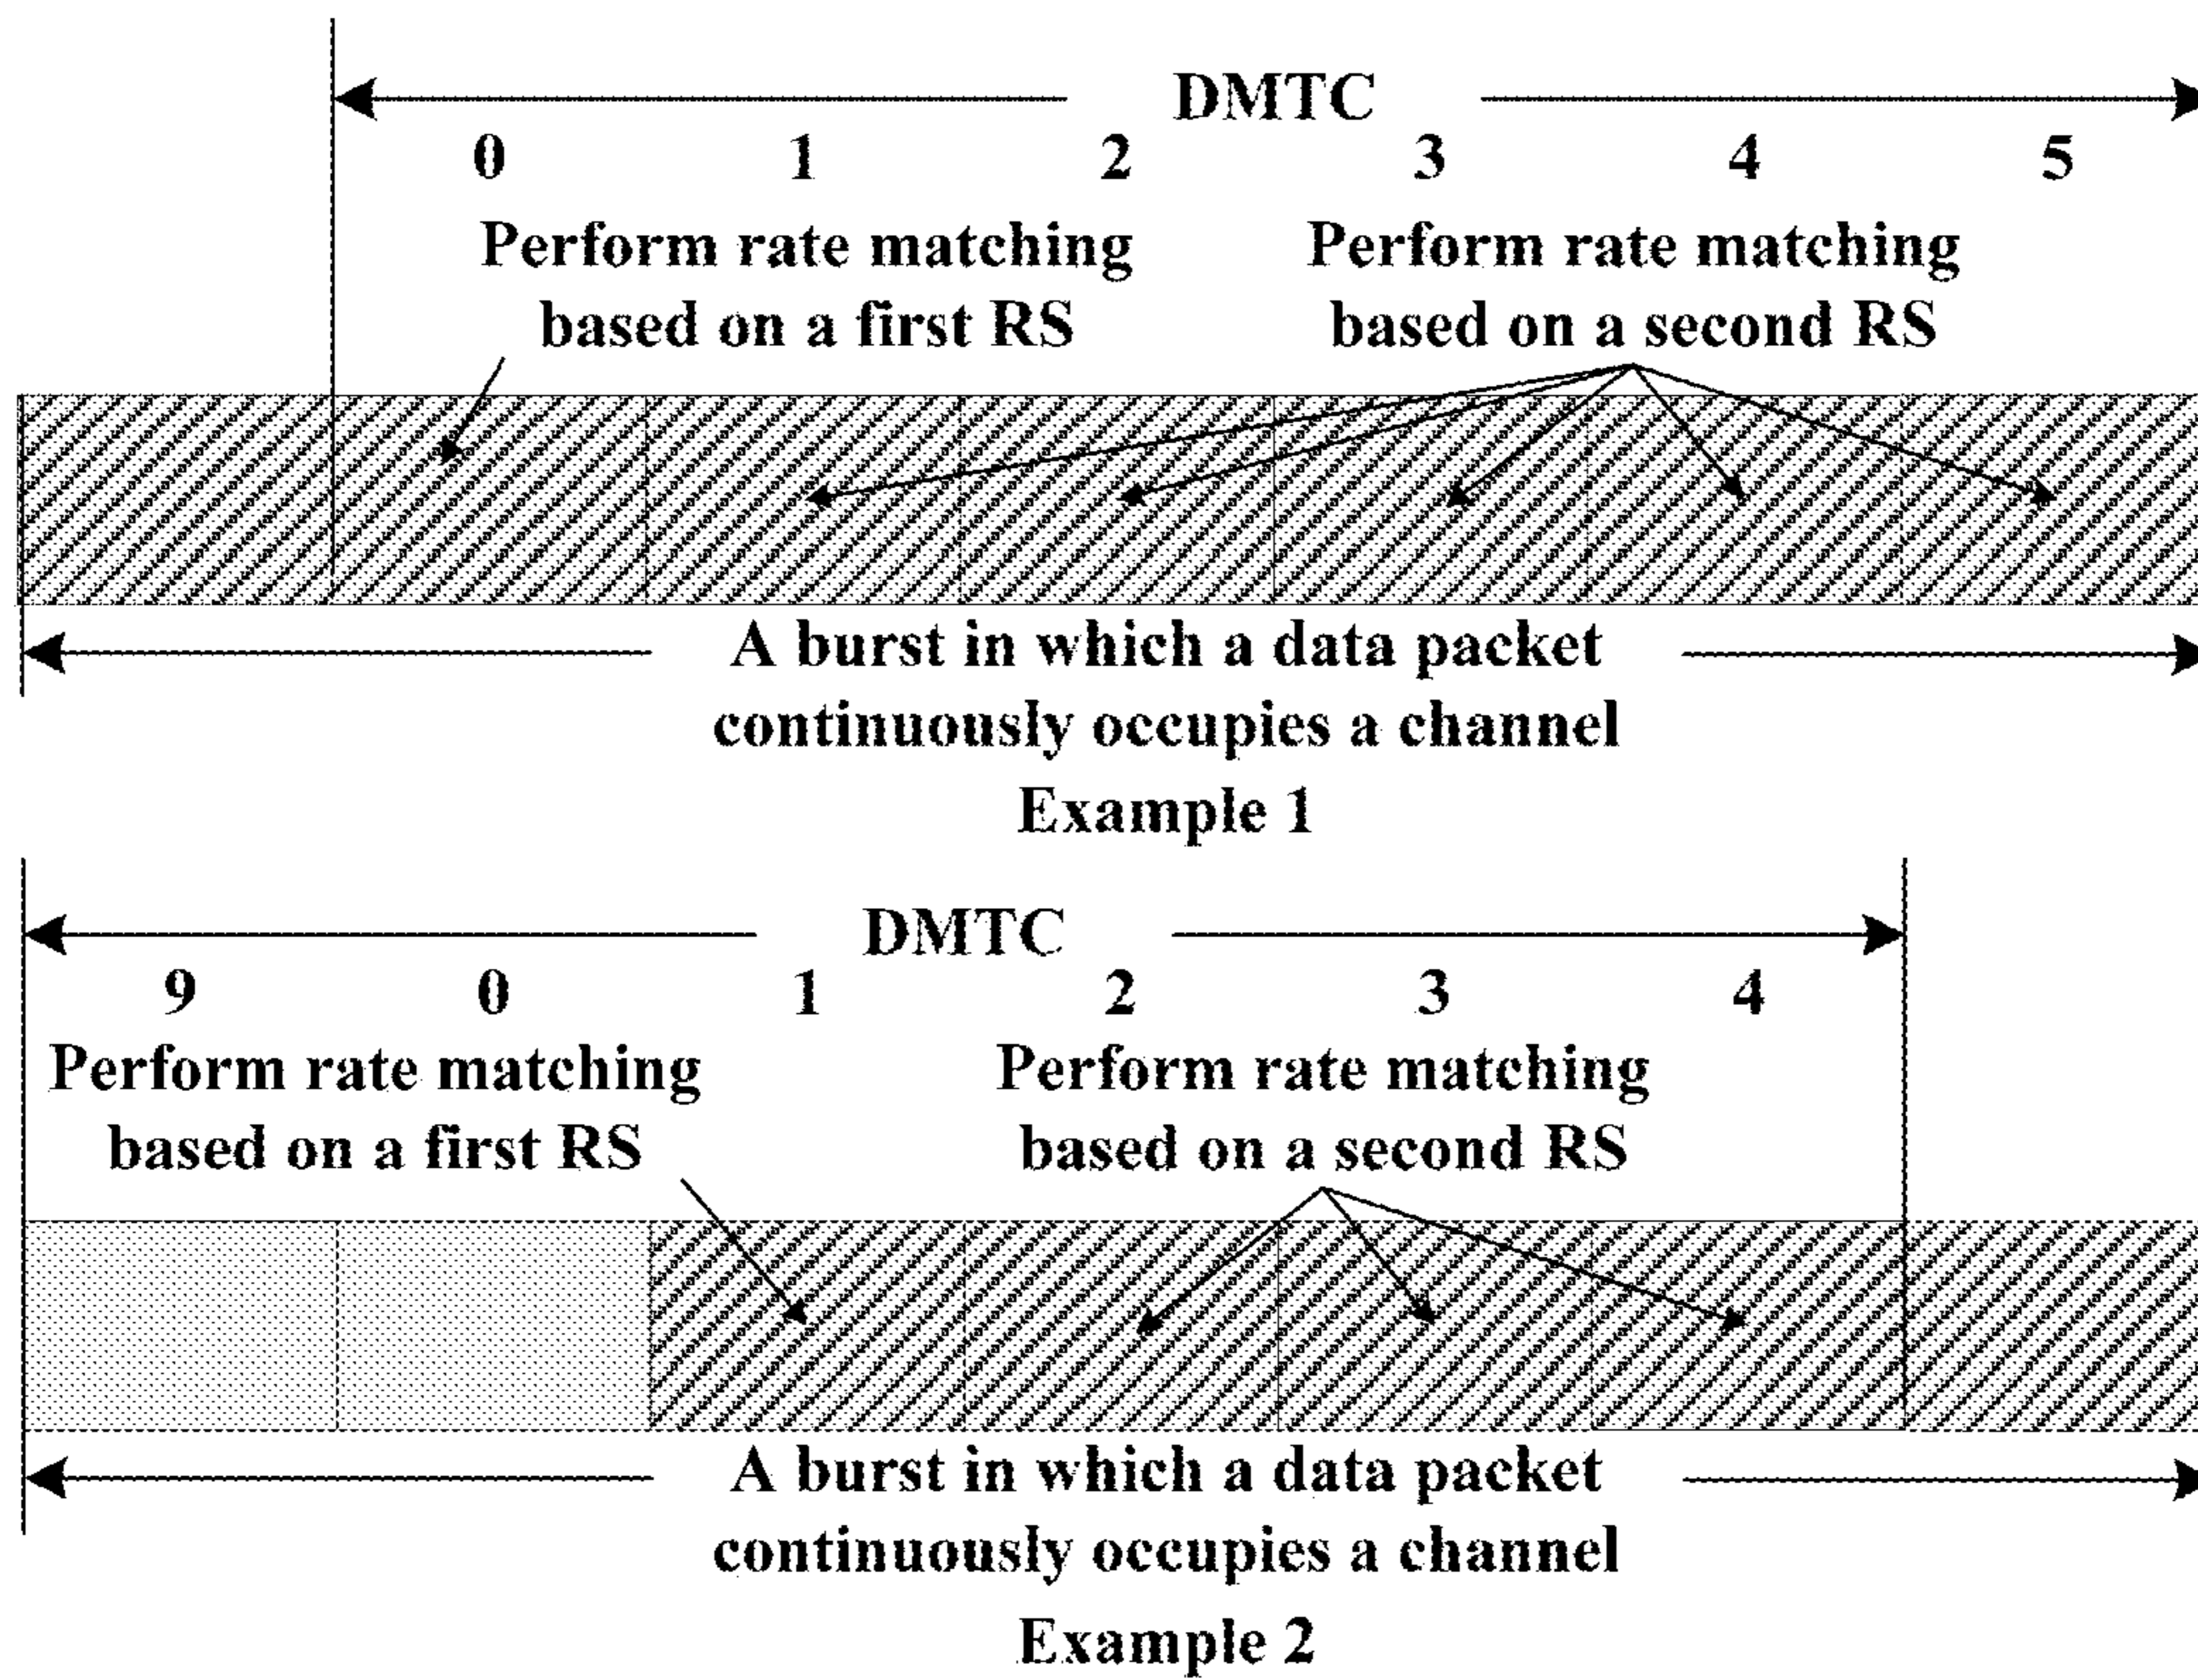 DMTC
0 1 2 3 4 5
Perform rate matching
based on a first RS
Perform rate matching
based on a second RS
A burst in which a data packet
continuously occupies a channel
Example 1
DMTC
9 0 1 2 3 4
Perform rate matching
based on a first RS
Perform rate matching
based on a second RS
A burst in which a data packet
continuously occupies a channel
Example 2